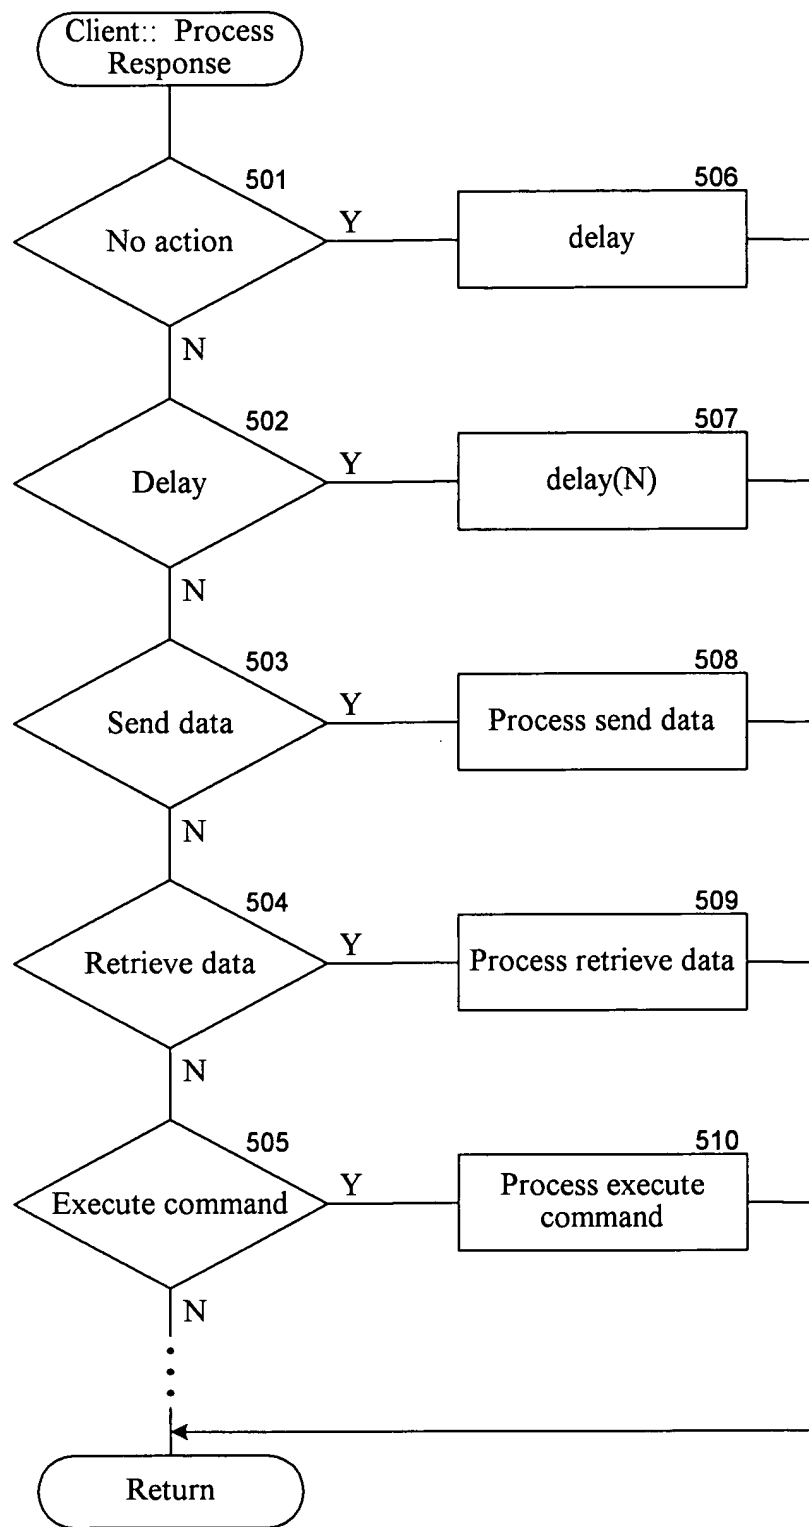 Client:: Process
Response
501
No action
Y
506
delay
N
502
Delay
Y
507
delay(N)
N
503
Send data
Y
508
Process send data
N
504
Retrieve data
Y
509
Process retrieve data
N
505
Execute command
Y
510
Process execute
command
N
Return